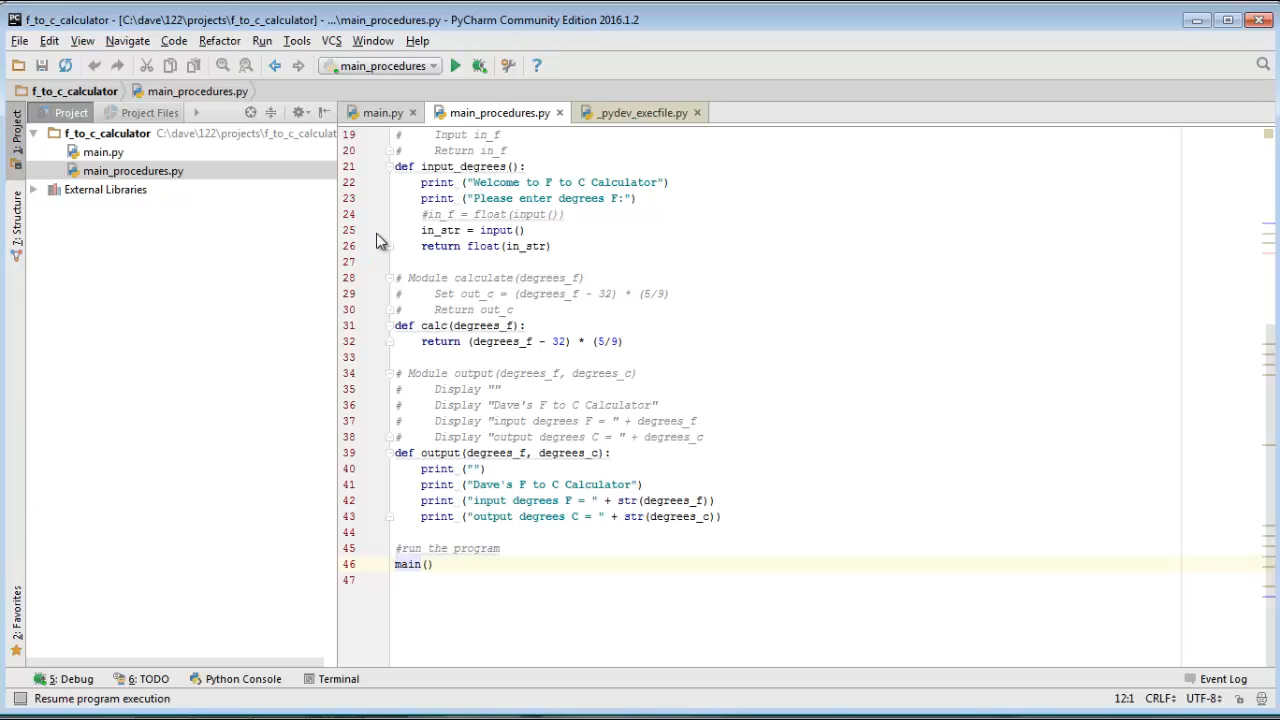 f_to_c_calculator - [C:\dave\122\projects\f_to_c_calculator] - ...\main_procedures.py - PyCharm Community Edition 2016.1.2
File Edit View Navigate Code Refactor Run Tools VCS Window Help
main_procedures
f_to_c_calculator main_procedures.py
Project Project Files main.py main_procedures.py _pydev_execfile.py
1: Project
7: Structure
2: Favorites
f_to_c_calculator C:\dave\122\projects\f_to_c_calculat
main.py
main_procedures.py
External Libraries
19 #     Input in_f
20 #     Return in_f
21 def input_degrees():
22     print ("Welcome to F to C Calculator")
23     print ("Please enter degrees F:")
24     #in_f = float(input())
25     in_str = input()
26     return float(in_str)
27
28 # Module calculate(degrees_f)
29 #     Set out_c = (degrees_f - 32) * (5/9)
30 #     Return out_c
31 def calc(degrees_f):
32     return (degrees_f - 32) * (5/9)
33
34 # Module output(degrees_f, degrees_c)
35 #     Display ""
36 #     Display "Dave's F to C Calculator"
37 #     Display "input degrees F = " + degrees_f
38 #     Display "output degrees C = " + degrees_c
39 def output(degrees_f, degrees_c):
40     print ("")
41     print ("Dave's F to C Calculator")
42     print ("input degrees F = " + str(degrees_f))
43     print ("output degrees C = " + str(degrees_c))
44
45 #run the program
46 main()
47
5: Debug 6: TODO Python Console Terminal Event Log
Resume program execution 12:1 CRLF UTF-8